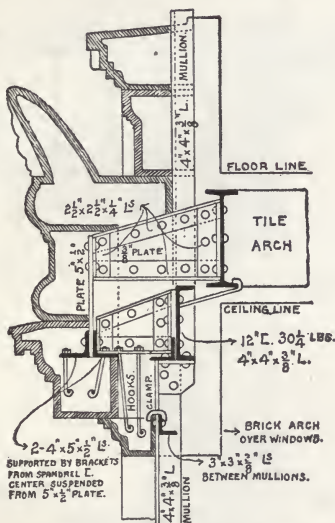 MULLION
4"x4"x3/8" L.
FLOOR LINE
2 1/2"x2 1/2"x1/4" Ls
PLATE
PLATE 5"x1/2"
TILE
ARCH
CEILING LINE
12" [. 30 1/4 LBS.
4"x4"x3/8" L.
HOOKS.
CLAMP.
BRICK ARCH
OVER WINDOWS.
2-4"x5"x1/2" Ls.
SUPPORTED BY BRACKETS
FROM SPANDREL [.
CENTER SUSPENDED
FROM 5"x1/2" PLATE.
3"x3"x3/8" Ls
BETWEEN MULLIONS.
4"x4"x3/8" L
MULLION